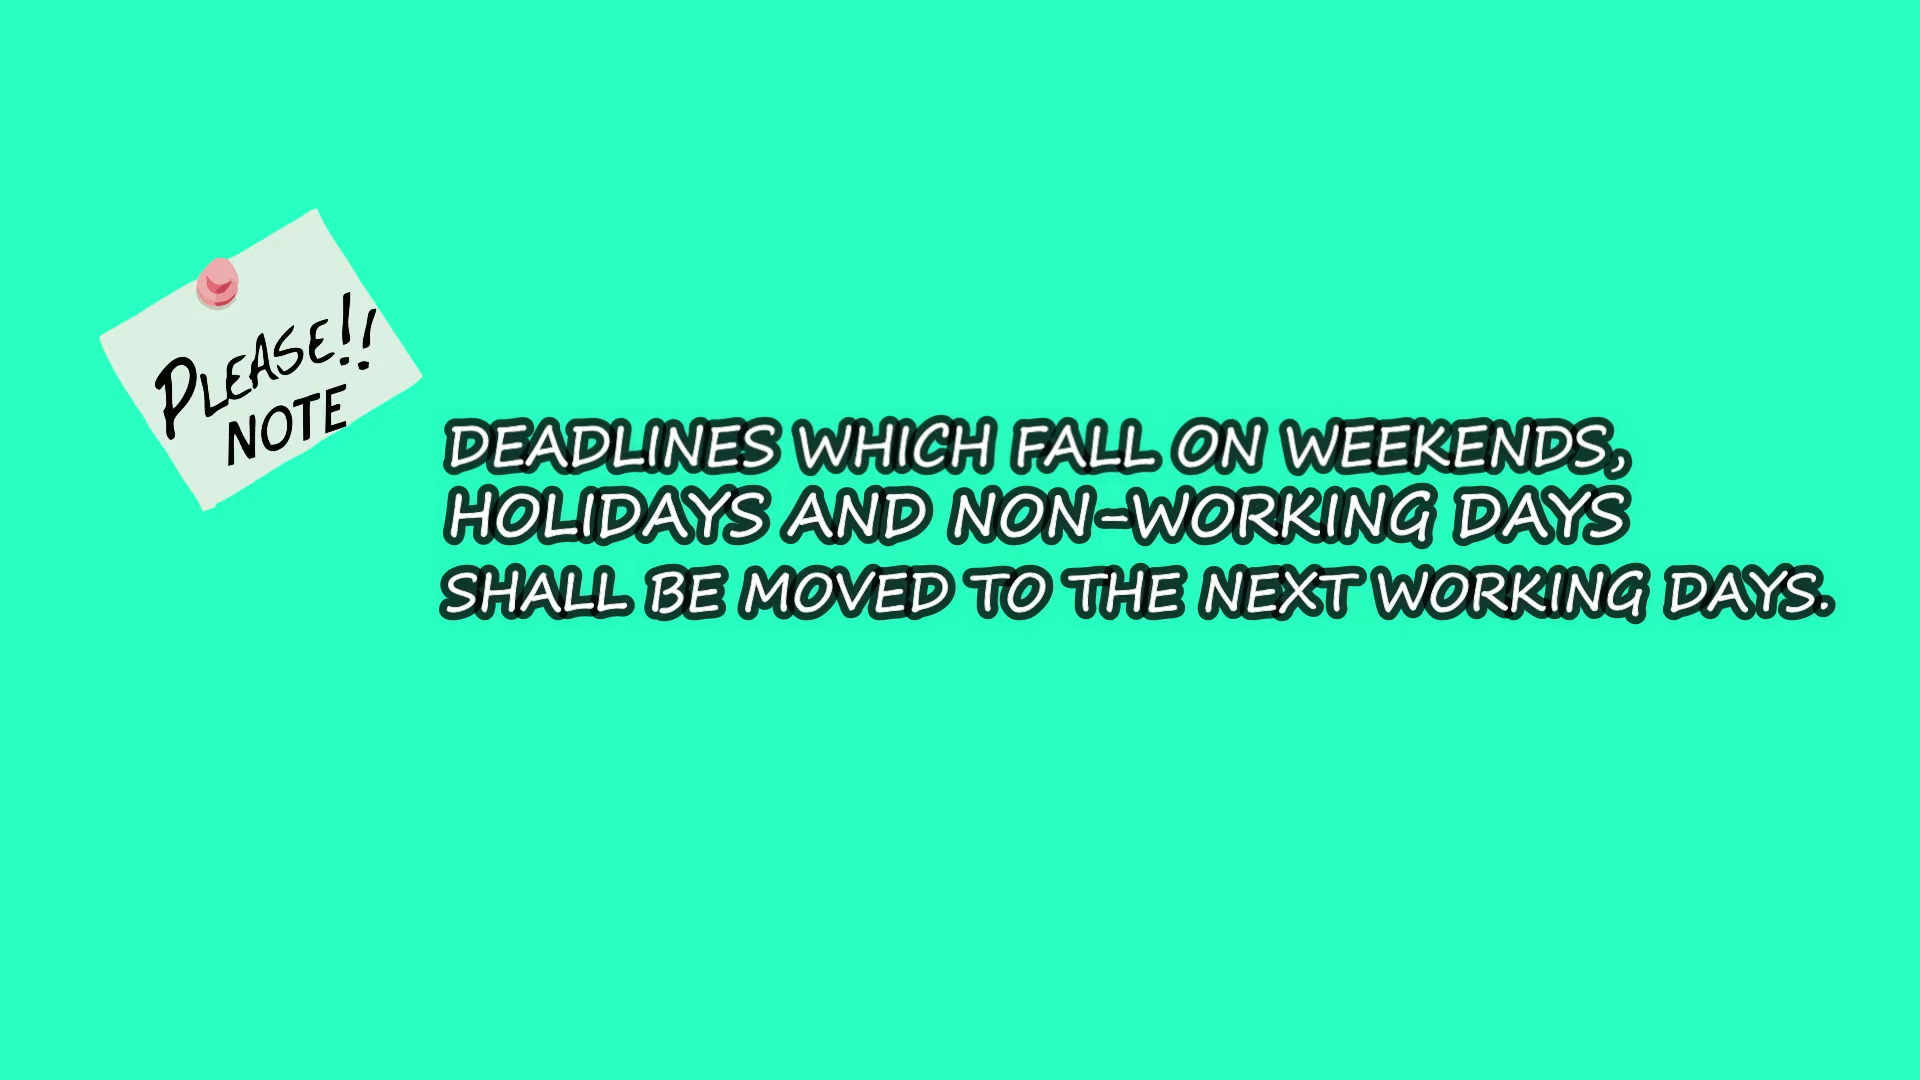 PLEASE!!
NOTE
DEADLINES WHICH FALL ON WEEKENDS,
HOLIDAYS AND NON-WORKING DAYS
SHALL BE MOVED TO THE NEXT WORKING DAYS.